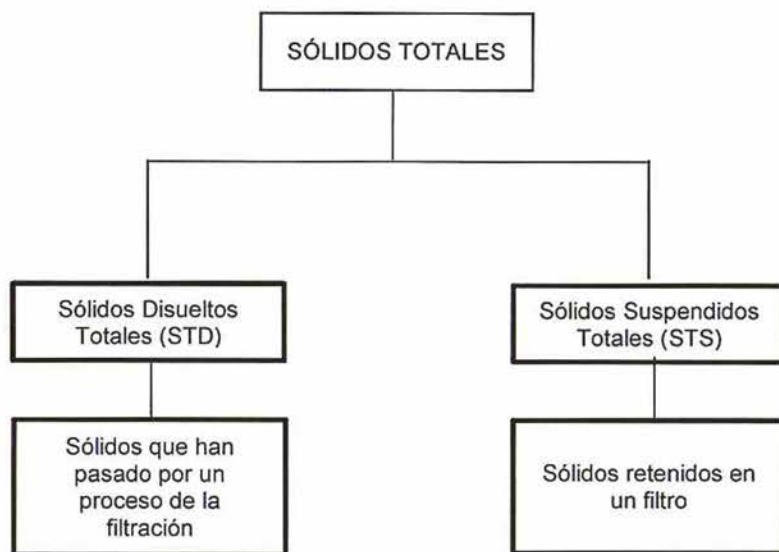 SÓLIDOS TOTALES
Sólidos Disueltos
Totales (STD)
Sólidos Suspendidos
Totales (STS)
Sólidos que han
pasado por un
proceso de la
filtración
Sólidos retenidos en
un filtro